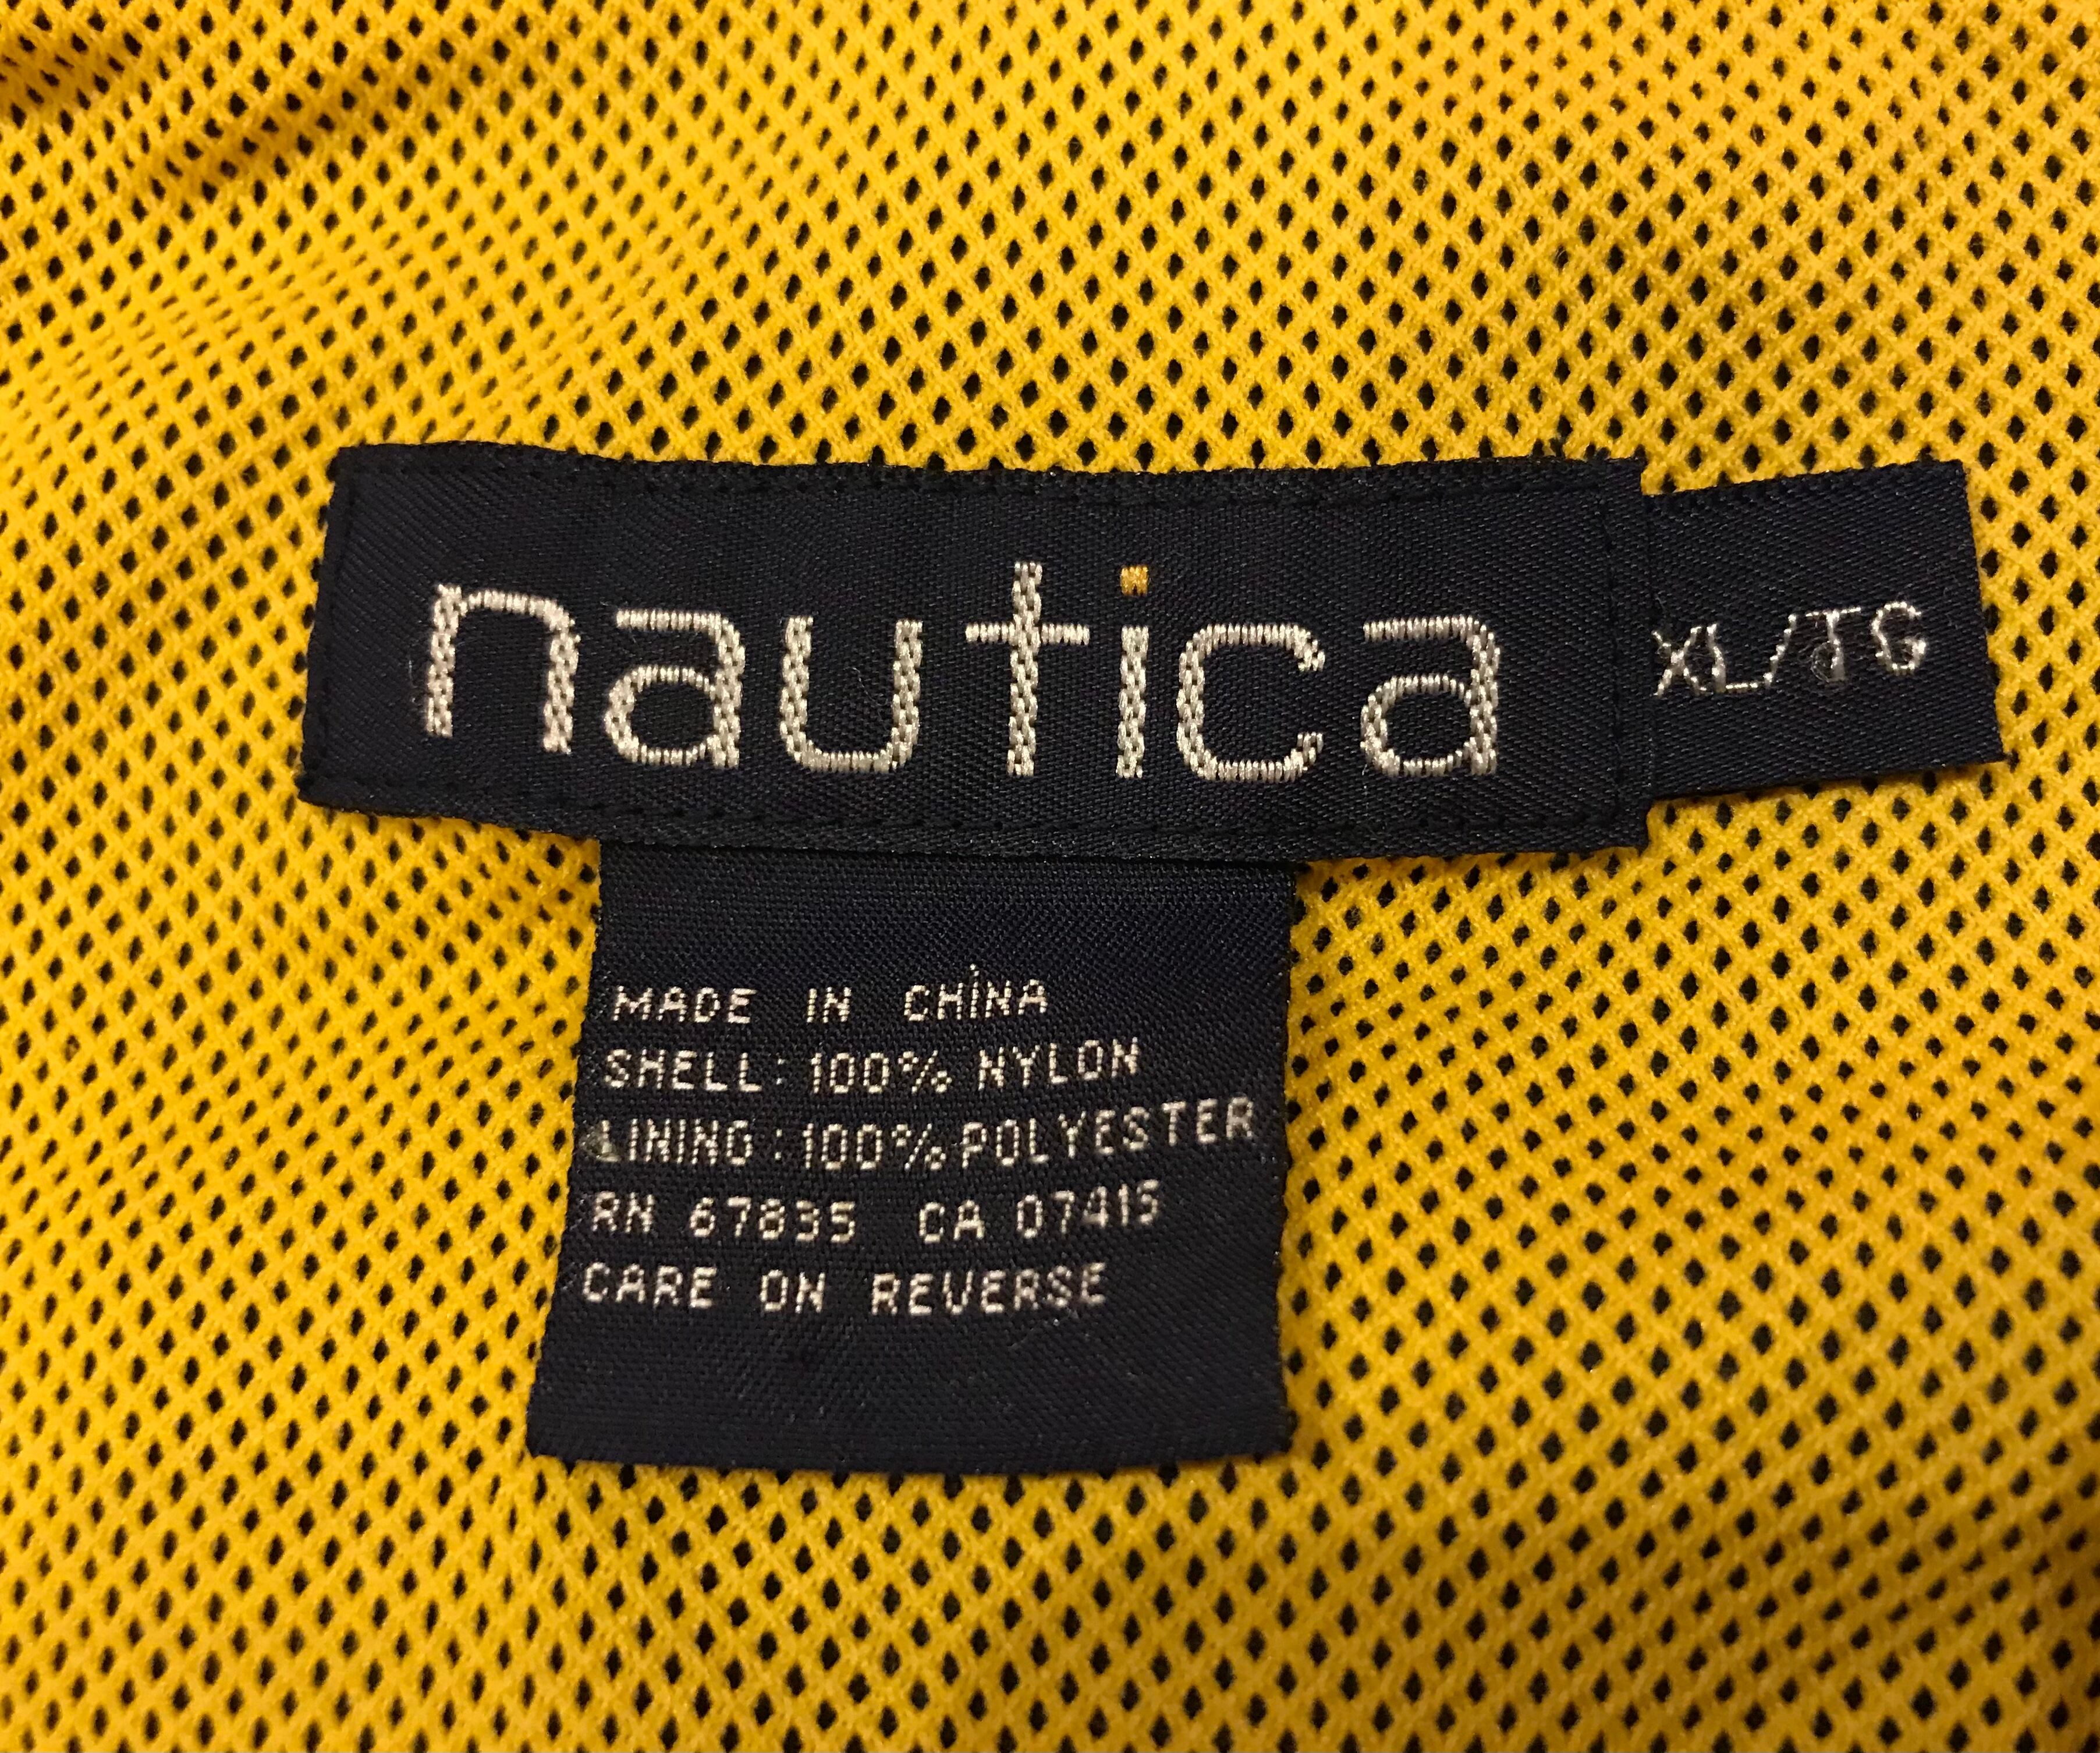 nautica
XL/TG
MADE IN CHINA
SHELL: 100% NYLON
LINING: 100% POLYESTER
RN 67835 CA 07415
CARE ON REVERSE